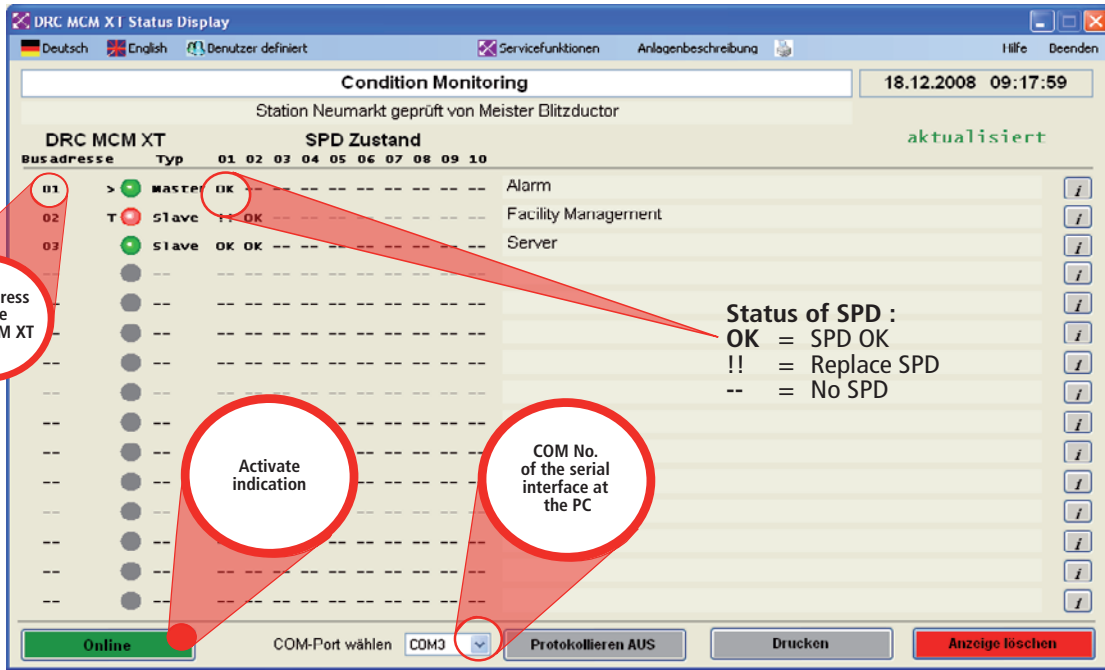 DRC MCM XT Status Display
Deutsch English Benutzer definiert Servicefunktionen Anlagenbeschreibung Hilfe Beenden
Condition Monitoring 18.12.2008 09:17:59
Station Neumarkt geprüft von Meister Blitzductor
DRC MCM XT SPD Zustand aktualisiert
Busadresse Typ 01 02 03 04 05 06 07 08 09 10
01 > Master OK -- -- -- -- -- -- -- -- -- Alarm i
02 T Slave !! OK -- -- -- -- -- -- -- -- Facility Management i
03 Slave OK OK -- -- -- -- -- -- -- -- Server i
-- -- -- -- -- -- -- -- -- -- -- -- i
-- -- -- -- -- -- -- -- -- -- -- i
M XT
-- -- -- -- -- -- -- -- -- -- -- i
-- -- -- -- -- -- -- -- -- -- -- -- i
-- -- -- -- -- -- -- -- -- -- -- -- i
Status of SPD :
OK = SPD OK
!! = Replace SPD
-- = No SPD
-- -- -- -- -- -- -- i
-- -- -- -- i
-- -- -- -- i
-- -- -- -- i
-- -- -- -- -- i
-- -- -- -- -- -- i
-- -- -- -- -- -- -- i
Activate
indication
COM No.
of the serial
interface at
the PC
Online COM-Port wählen COM3 Protokollieren AUS Drucken Anzeige löschen